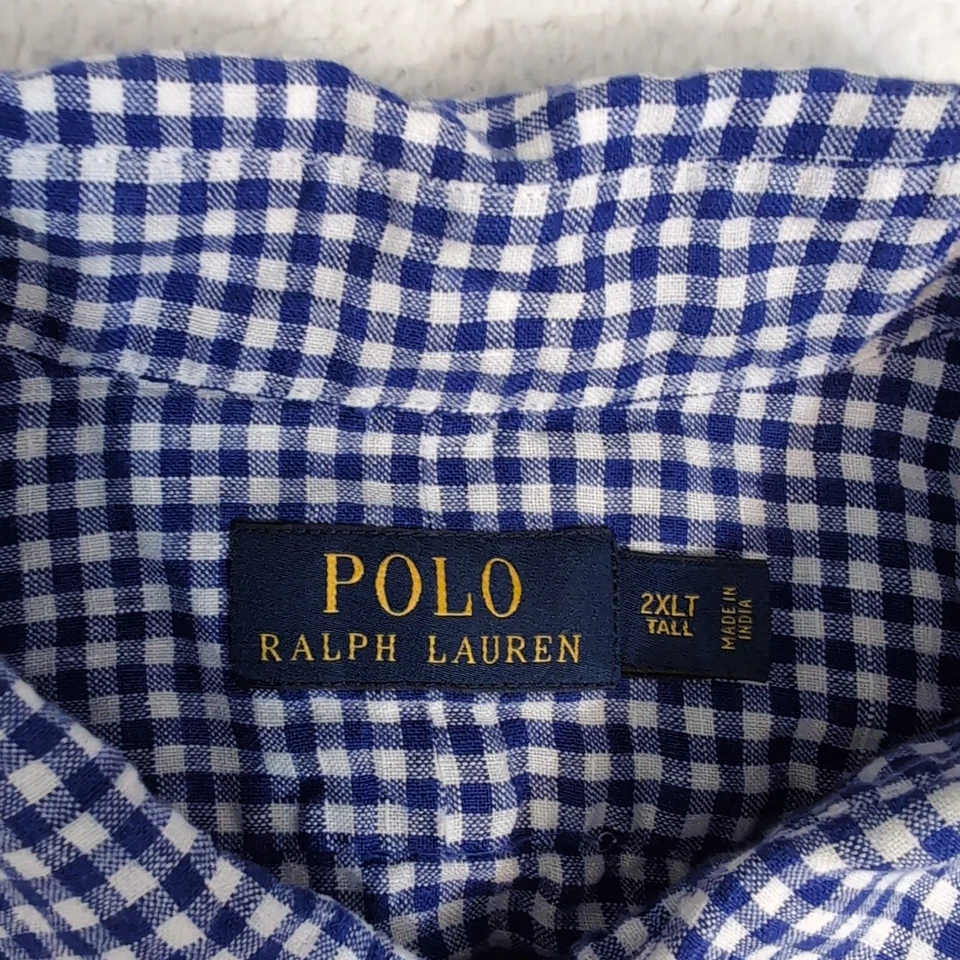 POLO
RALPH LAUREN
2XLT
TALL
MADE IN
INDIA